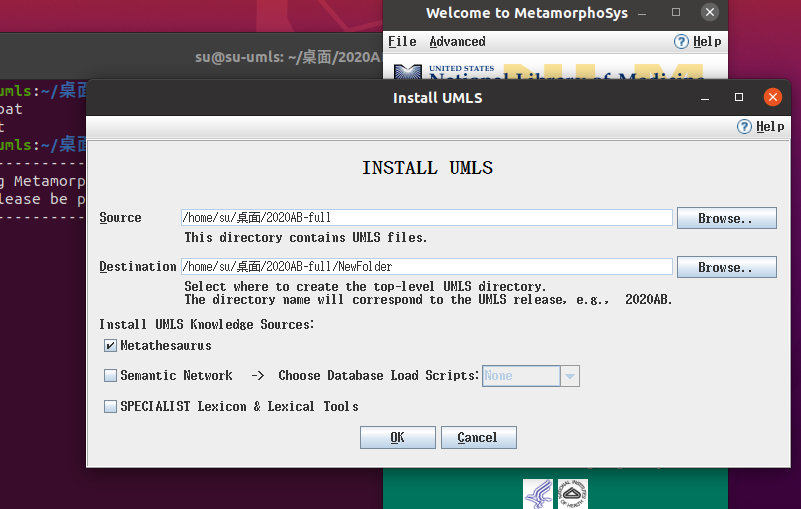 Welcome to MetamorphoSys
File Advanced Help
su@su-umls: ~/桌面/2020A
UNITED STATES
National Library of Medicine
umls:~/桌面
oat
t
umls:~/桌面
g Metamorp
lease be p
Install UMLS
Help
INSTALL UMLS
Source /home/su/桌面/2020AB-full Browse..
This directory contains UMLS files.
Destination /home/su/桌面/2020AB-full/NewFolder Browse..
Select where to create the top-level UMLS directory.
The directory name will correspond to the UMLS release, e.g., 2020AB.
Install UMLS Knowledge Sources:
Metathesaurus
Semantic Network -> Choose Database Load Scripts: None
SPECIALIST Lexicon & Lexical Tools
OK Cancel